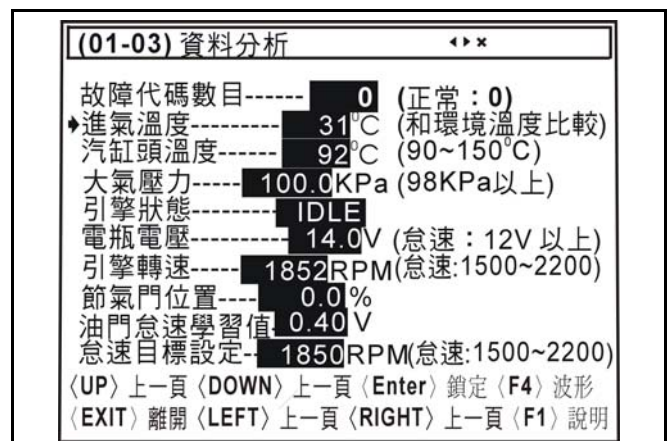 (01-03) 資料分析 ◂ ▸ ×
故障代碼數目------ 0 (正常：0)
➧進氣溫度--------- 31°C (和環境溫度比較)
汽缸頭溫度-------- 92°C (90~150°C)
大氣壓力----- 100.0KPa (98KPa以上)
引擎狀態--------- IDLE
電瓶電壓---------- 14.0V (怠速：12V 以上)
引擎轉速----- 1852RPM(怠速:1500~2200)
節氣門位置---- 0.0 %
油門怠速學習值- 0.40 V
怠速目標設定-- 1850RPM(怠速:1500~2200)
〈UP〉上一頁〈DOWN〉上一頁〈Enter〉鎖定〈F4〉波形
〈EXIT〉離開〈LEFT〉上一頁〈RIGHT〉上一頁〈F1〉說明